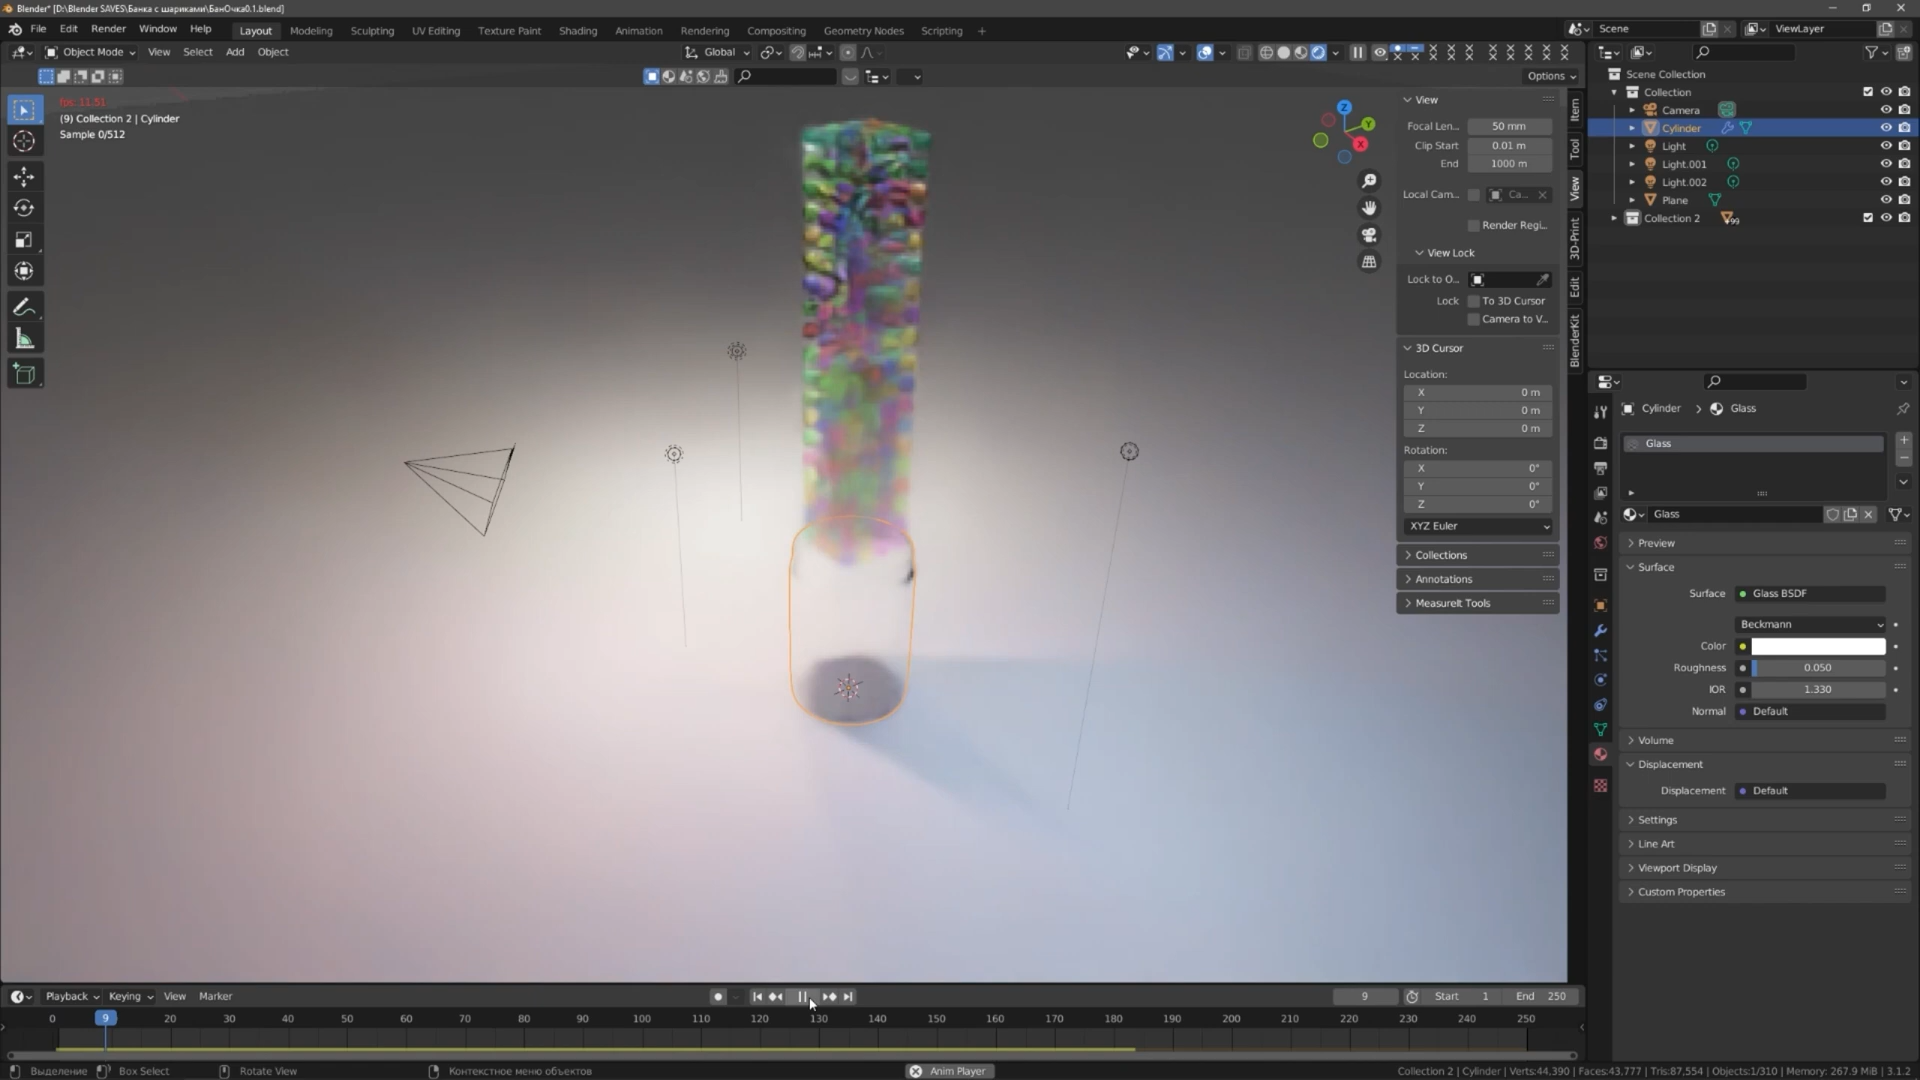 Blender* [D:\Blender SAVES\Банка с шариками\БанОчка0.1.blend]
File Edit Render Window Help Layout Modeling Sculpting UV Editing Texture Paint Shading Animation Rendering Compositing Geometry Nodes Scripting + Scene ViewLayer
Object Mode View Select Add Object Global
Options
fps: 11.51
(9) Collection 2 | Cylinder
Sample 0/512
Z
Y
X
View
Focal Len... 50 mm
Clip Start 0.01 m
End 1000 m
Local Cam... Ca...
Render Regi...
View Lock
Lock to O...
Lock To 3D Cursor
Camera to V...
3D Cursor
Location:
X 0 m
Y 0 m
Z 0 m
Rotation:
X 0°
Y 0°
Z 0°
XYZ Euler
Collections
Annotations
MeasureIt Tools
Item
Tool
View
3D-Print
Edit
BlenderKit
Scene Collection
Collection
Camera
Cylinder
Light
Light.001
Light.002
Plane
Collection 2 99
Cylinder > Glass
Glass
Glass
Preview
Surface
Surface Glass BSDF
Beckmann
Color
Roughness 0.050
IOR 1.330
Normal Default
Volume
Displacement
Displacement Default
Settings
Line Art
Viewport Display
Custom Properties
Playback Keying View Marker 9 Start 1 End 250
0 9 20 30 40 50 60 70 80 90 100 110 120 130 140 150 160 170 180 190 200 210 220 230 240 250
Выделение Box Select Rotate View Контекстное меню объектов Anim Player Collection 2 | Cylinder | Verts:44,390 | Faces:43,777 | Tris:87,554 | Objects:1/310 | Memory: 267.9 MiB | 3.1.2